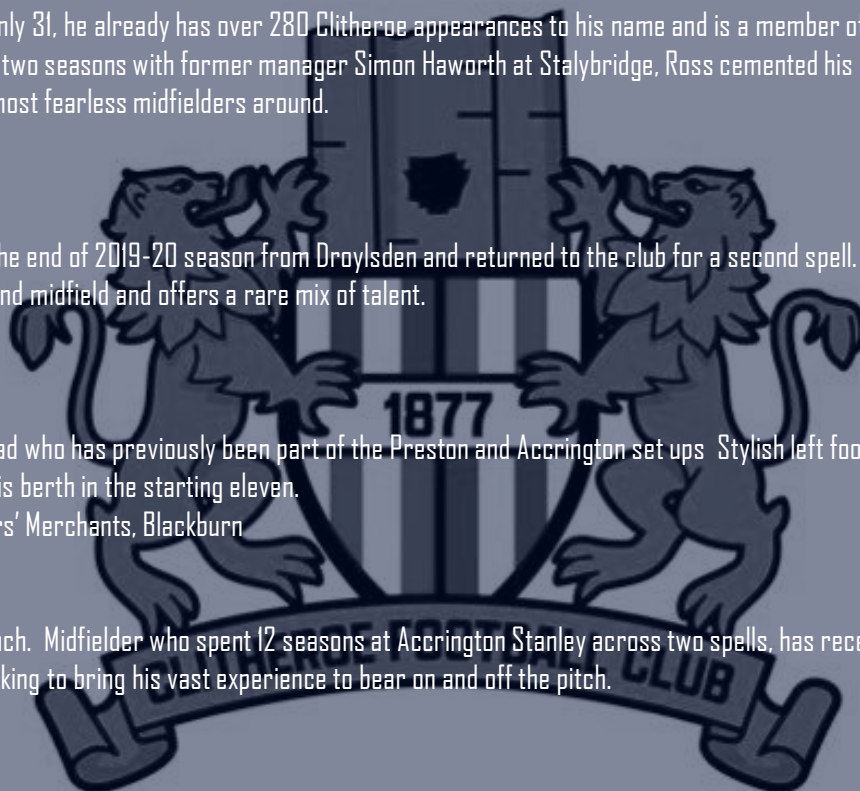 nly 31, he already has over 280 Clitheroe appearances to his name and is a member of
two seasons with former manager Simon Haworth at Stalybridge, Ross cemented his
most fearless midfielders around.
he end of 2019-20 season from Droylsden and returned to the club for a second spell.
nd midfield and offers a rare mix of talent.
1877
ad who has previously been part of the Preston and Accrington set ups Stylish left foo
is berth in the starting eleven.
rs' Merchants, Blackburn
ach. Midfielder who spent 12 seasons at Accrington Stanley across two spells, has rece
CLITHEROE FOOTBALL CLUB
king to bring his vast experience to bear on and off the pitch.